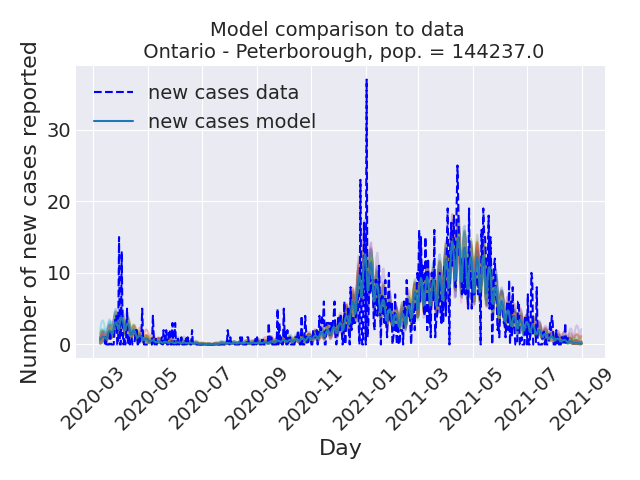 Model comparison to data
Ontario - Peterborough, pop. = 144237.0
new cases data
new cases model
Number of new cases reported
30
20
10
0
2020-03
2020-05
2020-07
2020-09
2020-11
2021-01
2021-03
2021-05
2021-07
2021-09
Day